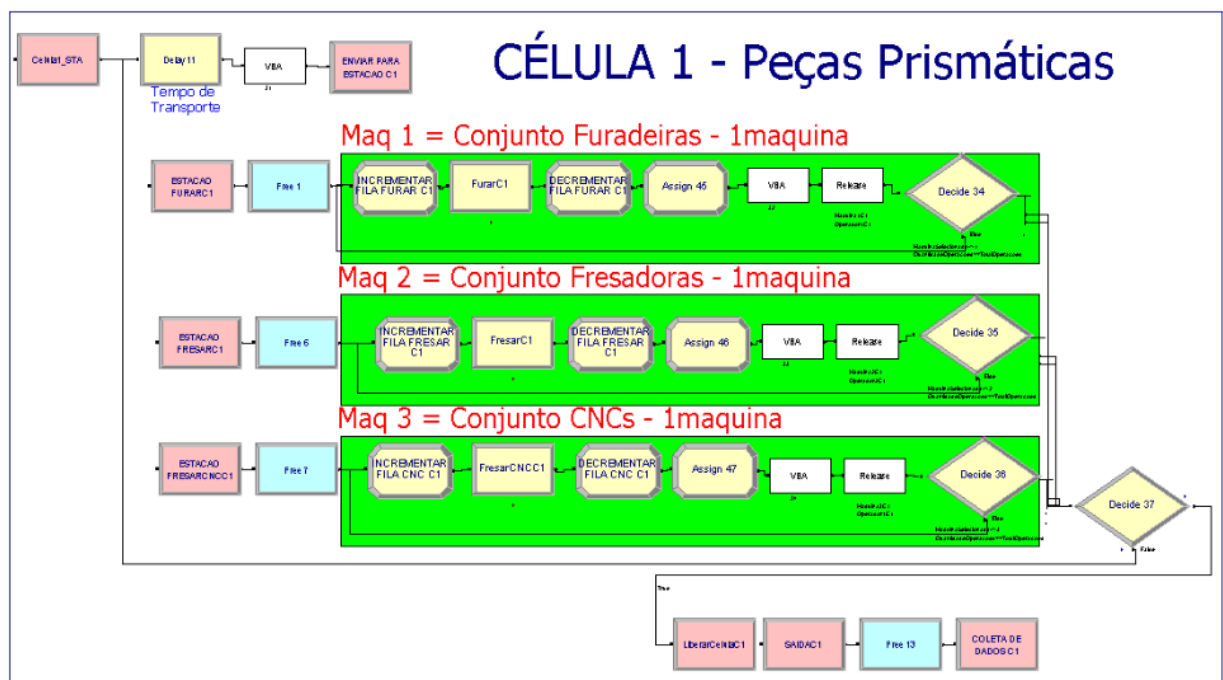 CÉLULA 1 - Peças Prismáticas
Delay11
VBA
ENVIAR PARA
ESTACAO C1
Tempo de
Transporte
Maq 1 = Conjunto Furadeiras - 1maquina
ESTACAO
FURARC1
Free 1
INCREMENTAR
FILA FURAR C1
FurarC1
DECREMENTAR
FILA FURAR C1
Assign 45
VBA
Release
Decide 34
Maq 2 = Conjunto Fresadoras - 1maquina
ESTACAO
FRESARC1
Free 6
INCREMENTAR
FILA FRESAR
C1
FresarC1
DECREMENTAR
FILA FRESAR
C1
Assign 46
VBA
Release
Decide 35
Maq 3 = Conjunto CNCs - 1maquina
ESTACAO
FRESARCNCC1
Free 7
INCREMENTAR
FILA CNC C1
FresarCNCC1
DECREMENTAR
FILA CNC C1
Assign 47
VBA
Release
Decide 36
Decide 37
False
True
LiberarCelulaC1
SAIDAC1
Free 13
COLETA DE
DADOS C1